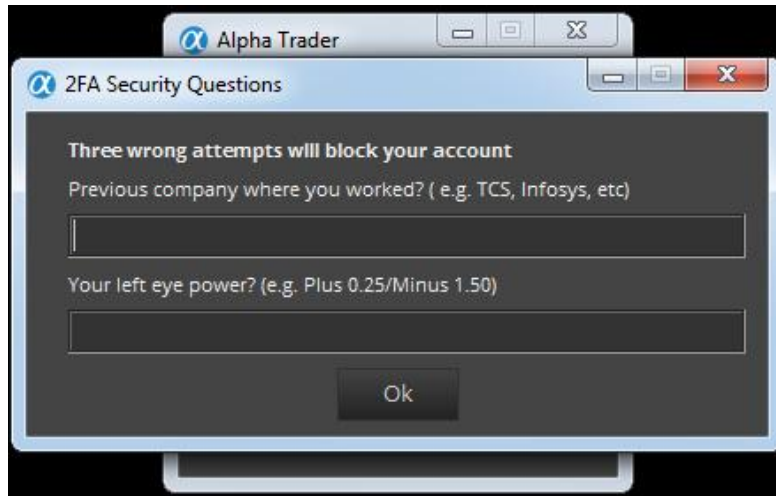 Alpha Trader
2FA Security Questions
Three wrong attempts will block your account
Previous company where you worked? ( e.g. TCS, Infosys, etc)
Your left eye power? (e.g. Plus 0.25/Minus 1.50)
Ok